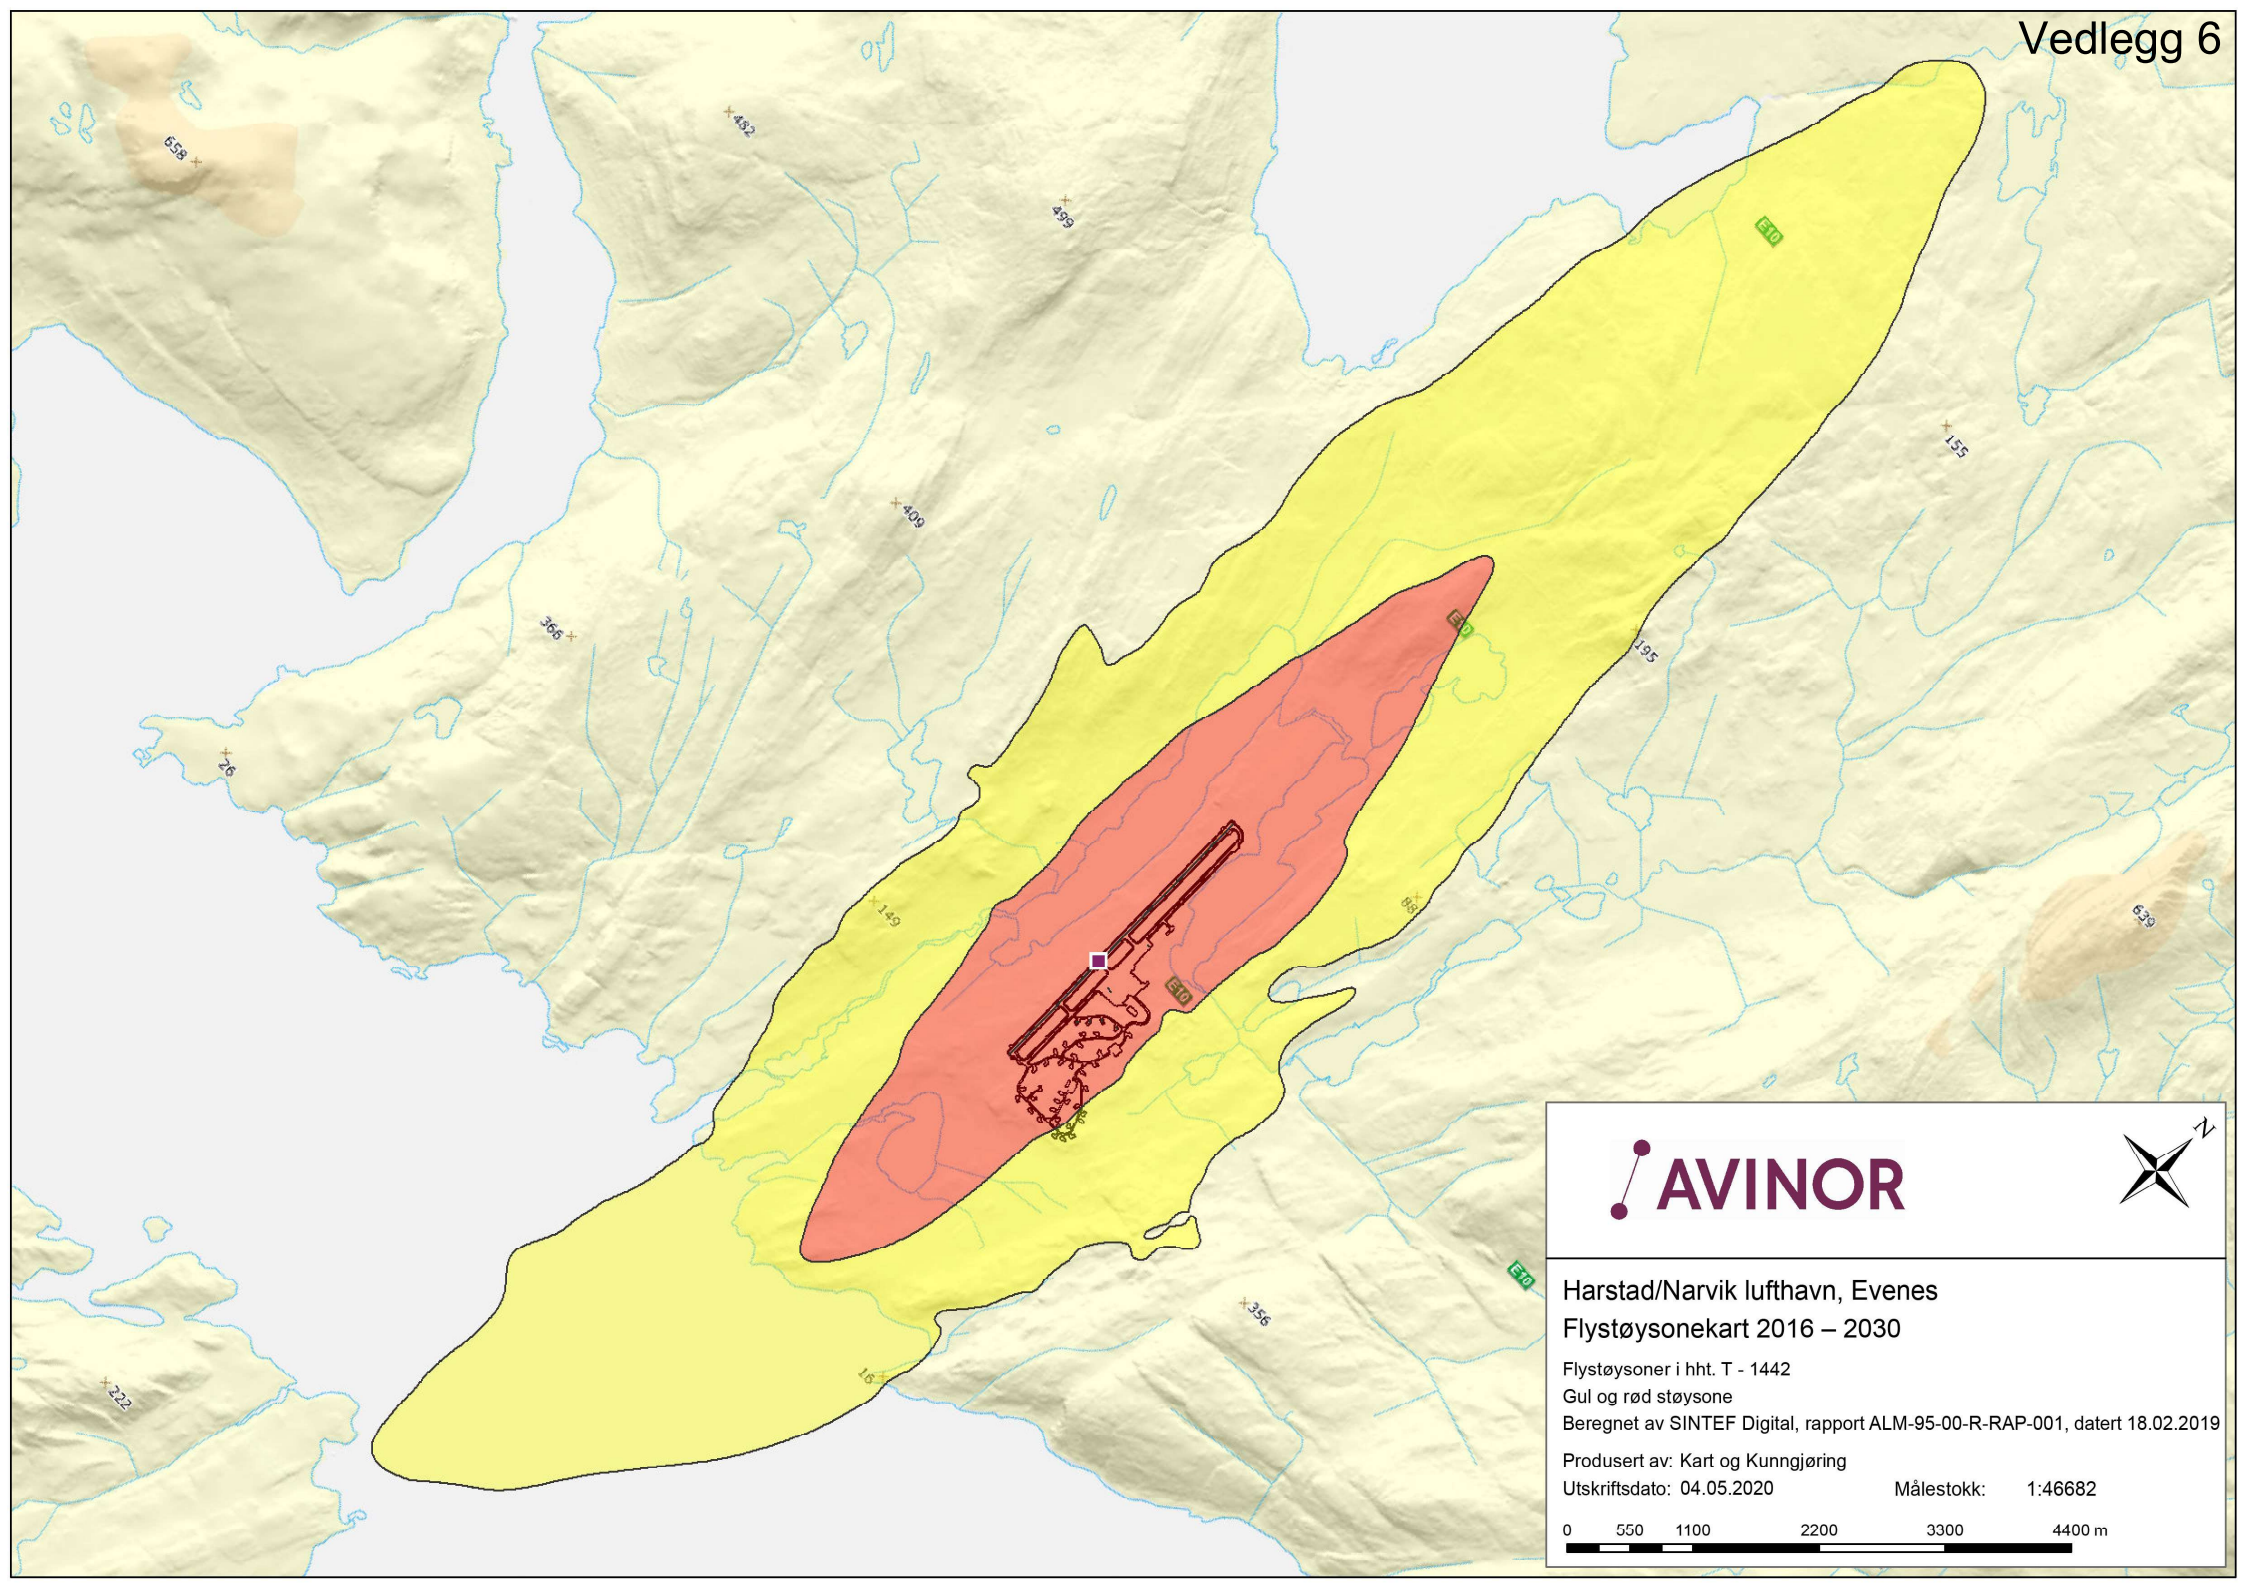 Vedlegg 6
482
658
499
E10
155
409
366
E10
195
26
149
88
639
E10
N
AVINOR
E10
356
16
222
Harstad/Narvik lufthavn, Evenes
Flystøysonekart 2016 – 2030
Flystøysoner i hht. T - 1442
Gul og rød støysone
Beregnet av SINTEF Digital, rapport ALM-95-00-R-RAP-001, datert 18.02.2019
Produsert av: Kart og Kunngjøring
Utskriftsdato: 04.05.2020 Målestokk: 1:46682
0 550 1100 2200 3300 4400 m